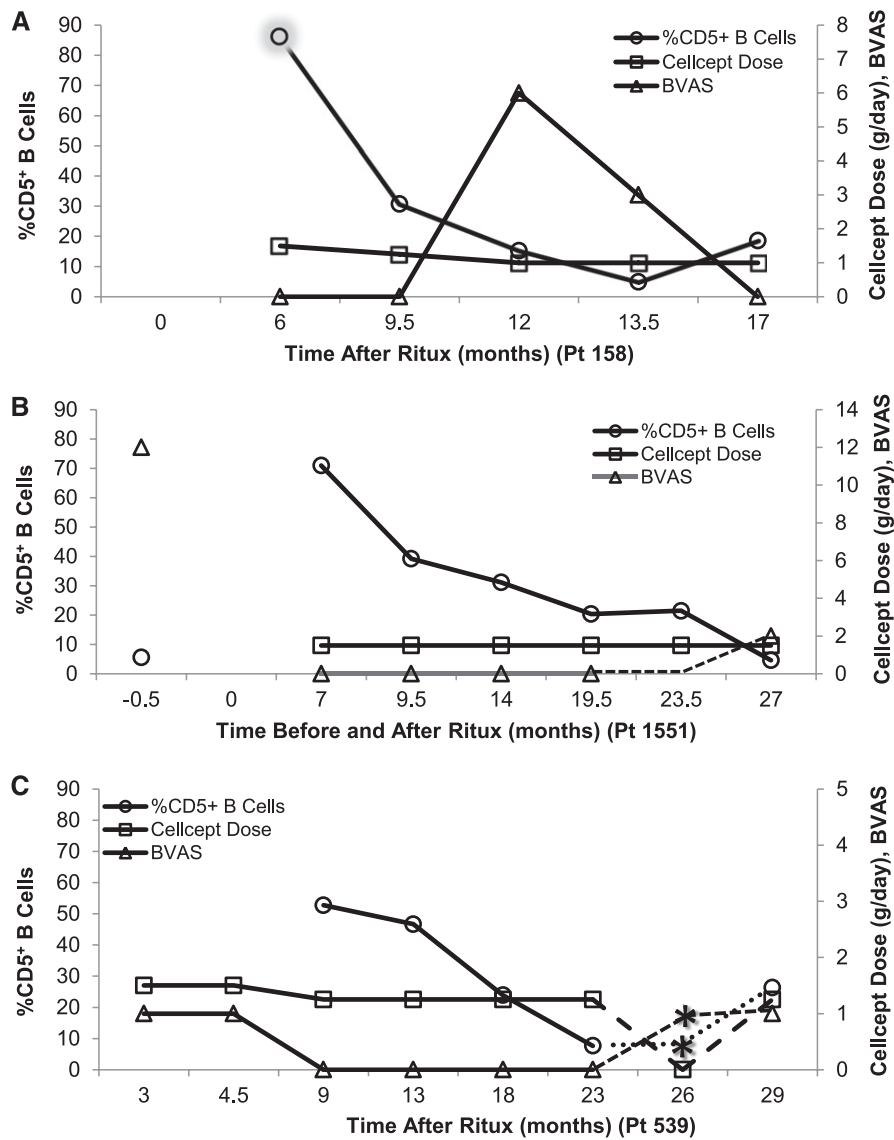 A
90
80
70
60
50
40
30
20
10
0
%CD5+ B Cells
8
7
6
5
4
3
2
1
0
Cellcept Dose (g/day), BVAS
%CD5+ B Cells
Cellcept Dose
BVAS
0 6 9.5 12 13.5 17
Time After Ritux (months) (Pt 158)
B
90
80
70
60
50
40
30
20
10
0
%CD5+ B Cells
14
12
10
8
6
4
2
0
Cellcept Dose (g/day), BVAS
%CD5+ B Cells
Cellcept Dose
BVAS
-0.5 0 7 9.5 14 19.5 23.5 27
Time Before and After Ritux (months) (Pt 1551)
C
90
80
70
60
50
40
30
20
10
0
%CD5+ B Cells
5
4
3
2
1
0
Cellcept Dose (g/day), BVAS
%CD5+ B Cells
Cellcept Dose
BVAS
* 
*
3 4.5 9 13 18 23 26 29
Time After Ritux (months) (Pt 539)